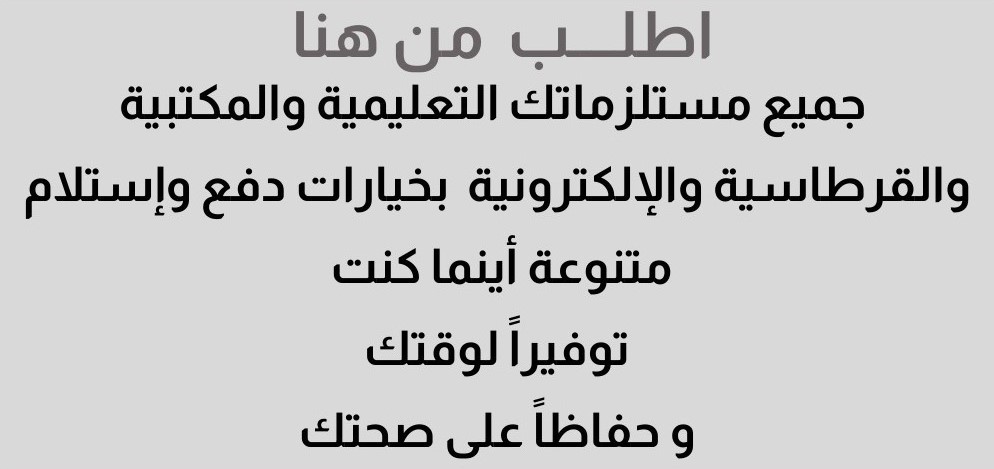 اطلـــب من هنا
جميع مستلزماتك التعليمية والمكتبية
والقرطاسية والإلكترونية بخيارات دفع وإستلام
متنوعة أينما كنت
توفيراً لوقتك
و حفاظاً على صحتك